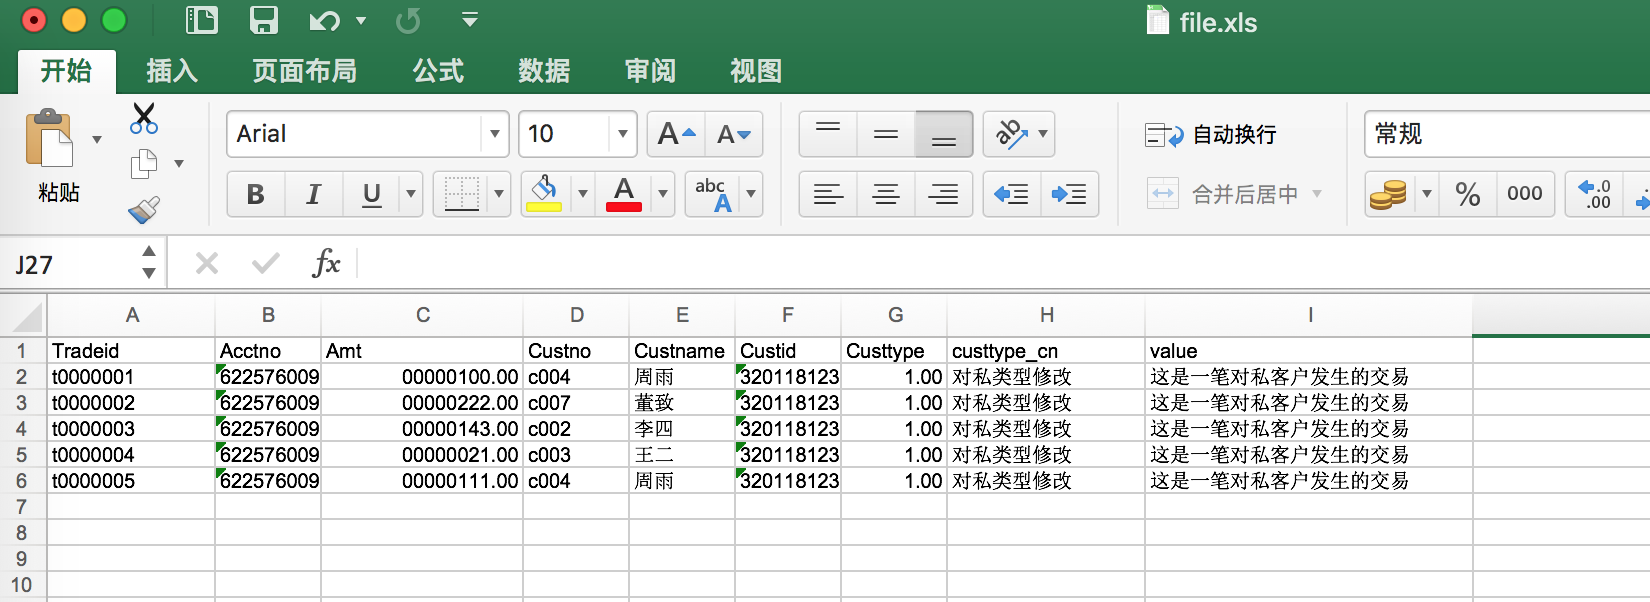 file.xls
开始 插入 页面布局 公式 数据 审阅 视图
粘贴 Arial 10 A A ab 自动换行 常规
B I U A abc A 合并后居中 % 000 .0 .00
J27 fx
A B C D E F G H I
1 Tradeid Acctno Amt Custno Custname Custid Custtype custtype_cn value
2 t0000001 622576009 00000100.00 c004 周雨 320118123 1.00 对私类型修改 这是一笔对私客户发生的交易
3 t0000002 622576009 00000222.00 c007 董致 320118123 1.00 对私类型修改 这是一笔对私客户发生的交易
4 t0000003 622576009 00000143.00 c002 李四 320118123 1.00 对私类型修改 这是一笔对私客户发生的交易
5 t0000004 622576009 00000021.00 c003 王二 320118123 1.00 对私类型修改 这是一笔对私客户发生的交易
6 t0000005 622576009 00000111.00 c004 周雨 320118123 1.00 对私类型修改 这是一笔对私客户发生的交易
7
8
9
10